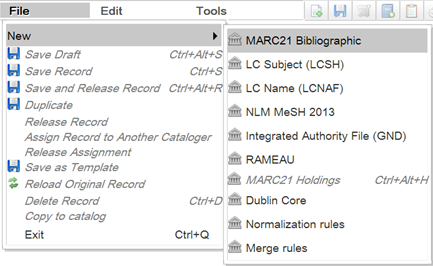 File Edit Tools
New
Save Draft Ctrl+Alt+S
Save Record Ctrl+S
Save and Release Record Ctrl+Alt+R
Duplicate
Release Record
Assign Record to Another Cataloger
Release Assignment
Save as Template
Reload Original Record
Delete Record Ctrl+D
Copy to catalog
Exit Ctrl+Q
MARC21 Bibliographic
LC Subject (LCSH)
LC Name (LCNAF)
NLM MeSH 2013
Integrated Authority File (GND)
RAMEAU
MARC21 Holdings Ctrl+Alt+H
Dublin Core
Normalization rules
Merge rules